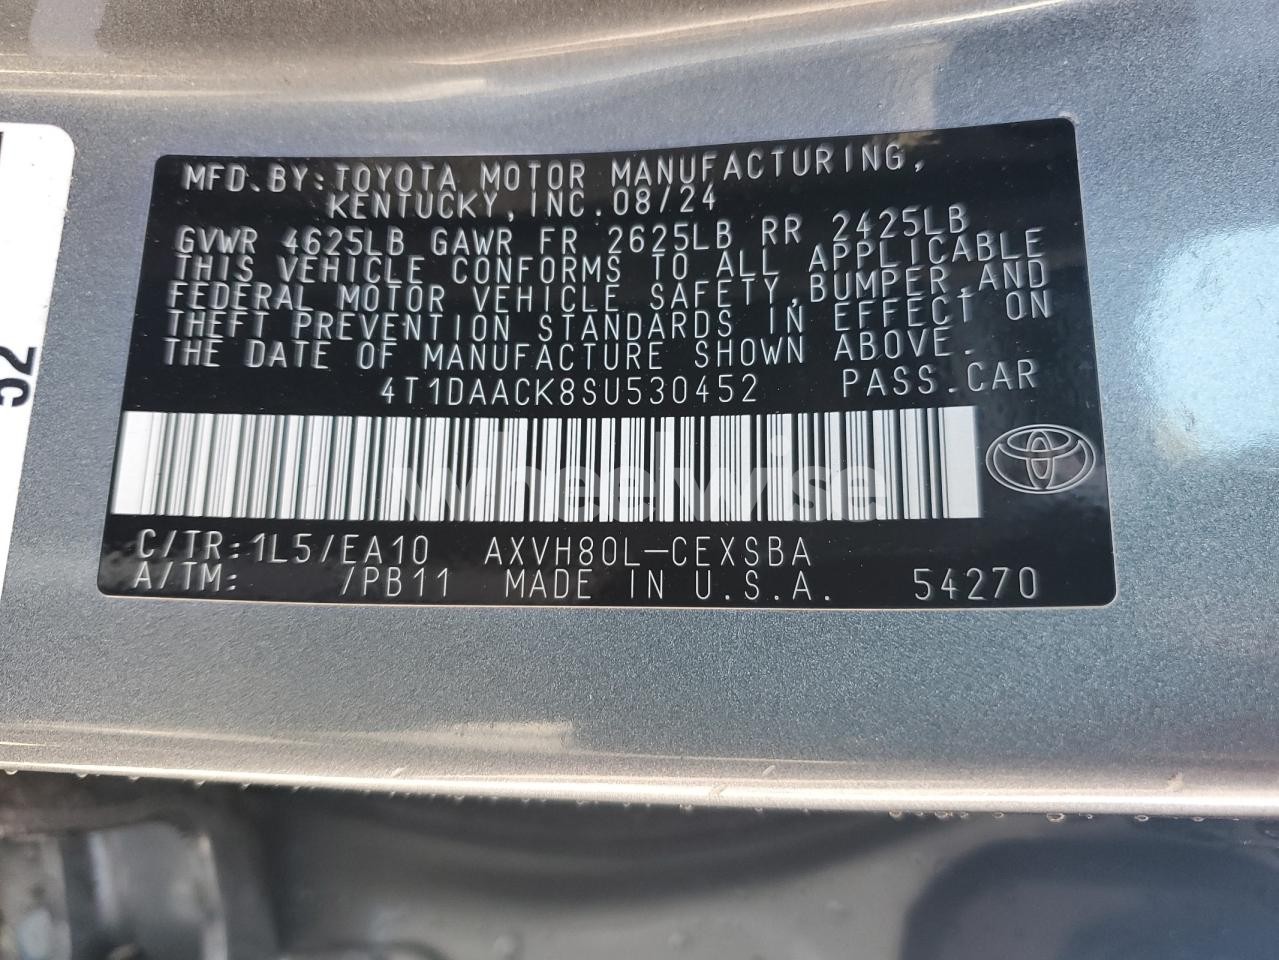 MFD.BY:TOYOTA MOTOR MANUFACTURING,
KENTUCKY, INC. 08/24
GVWR 4625LB GAWR FR 2625LB RR 2425LB
THIS VEHICLE CONFORMS TO ALL APPLICABLE
FEDERAL MOTOR VEHICLE SAFETY, BUMPER, AND
THEFT PREVENTION STANDARDS IN EFFECT ON
THE DATE OF MANUFACTURE SHOWN ABOVE.
4T1DAACK8SU530452 PASS.CAR
wheelwise
C/TR:1L5/EA10 AXVH80L-CEXSBA
A/TM: /PB11 MADE IN U.S.A. 54270
52